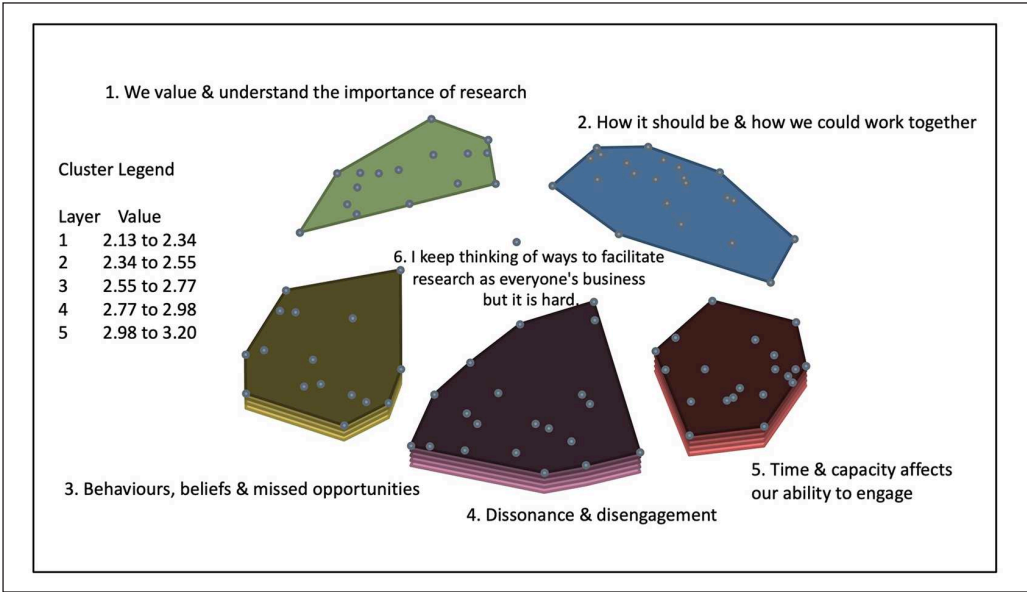 1. We value & understand the importance of research
2. How it should be & how we could work together
Cluster Legend
Layer Value
1 2.13 to 2.34
2 2.34 to 2.55
3 2.55 to 2.77
4 2.77 to 2.98
5 2.98 to 3.20
6. I keep thinking of ways to facilitate
research as everyone's business
but it is hard.
3. Behaviours, beliefs & missed opportunities
4. Dissonance & disengagement
5. Time & capacity affects
our ability to engage